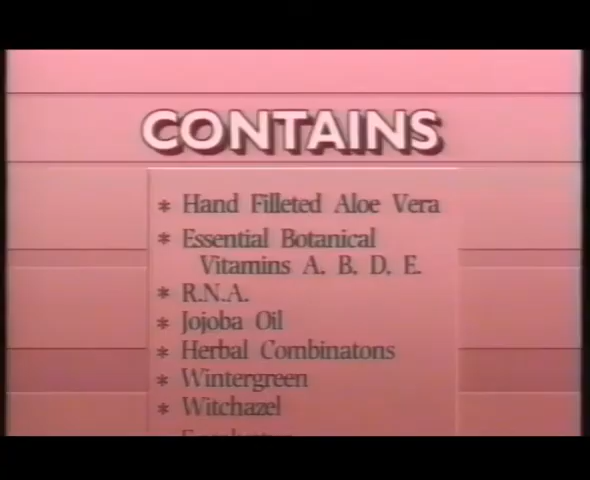 CONTAINS
* Hand Filleted Aloe Vera
* Essential Botanical
Vitamins A, B, D, E.
* R.N.A.
* Jojoba Oil
* Herbal Combinatons
* Wintergreen
* Witchazel